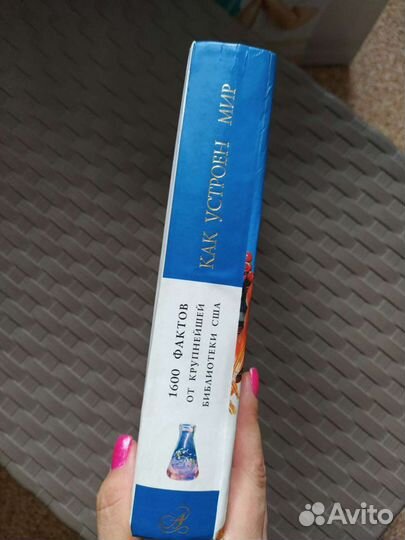 КАК УСТРОЕН МИР
1600 ФАКТОВ
ОТ КРУПНЕЙШЕЙ
БИБЛИОТЕКИ США
Avito